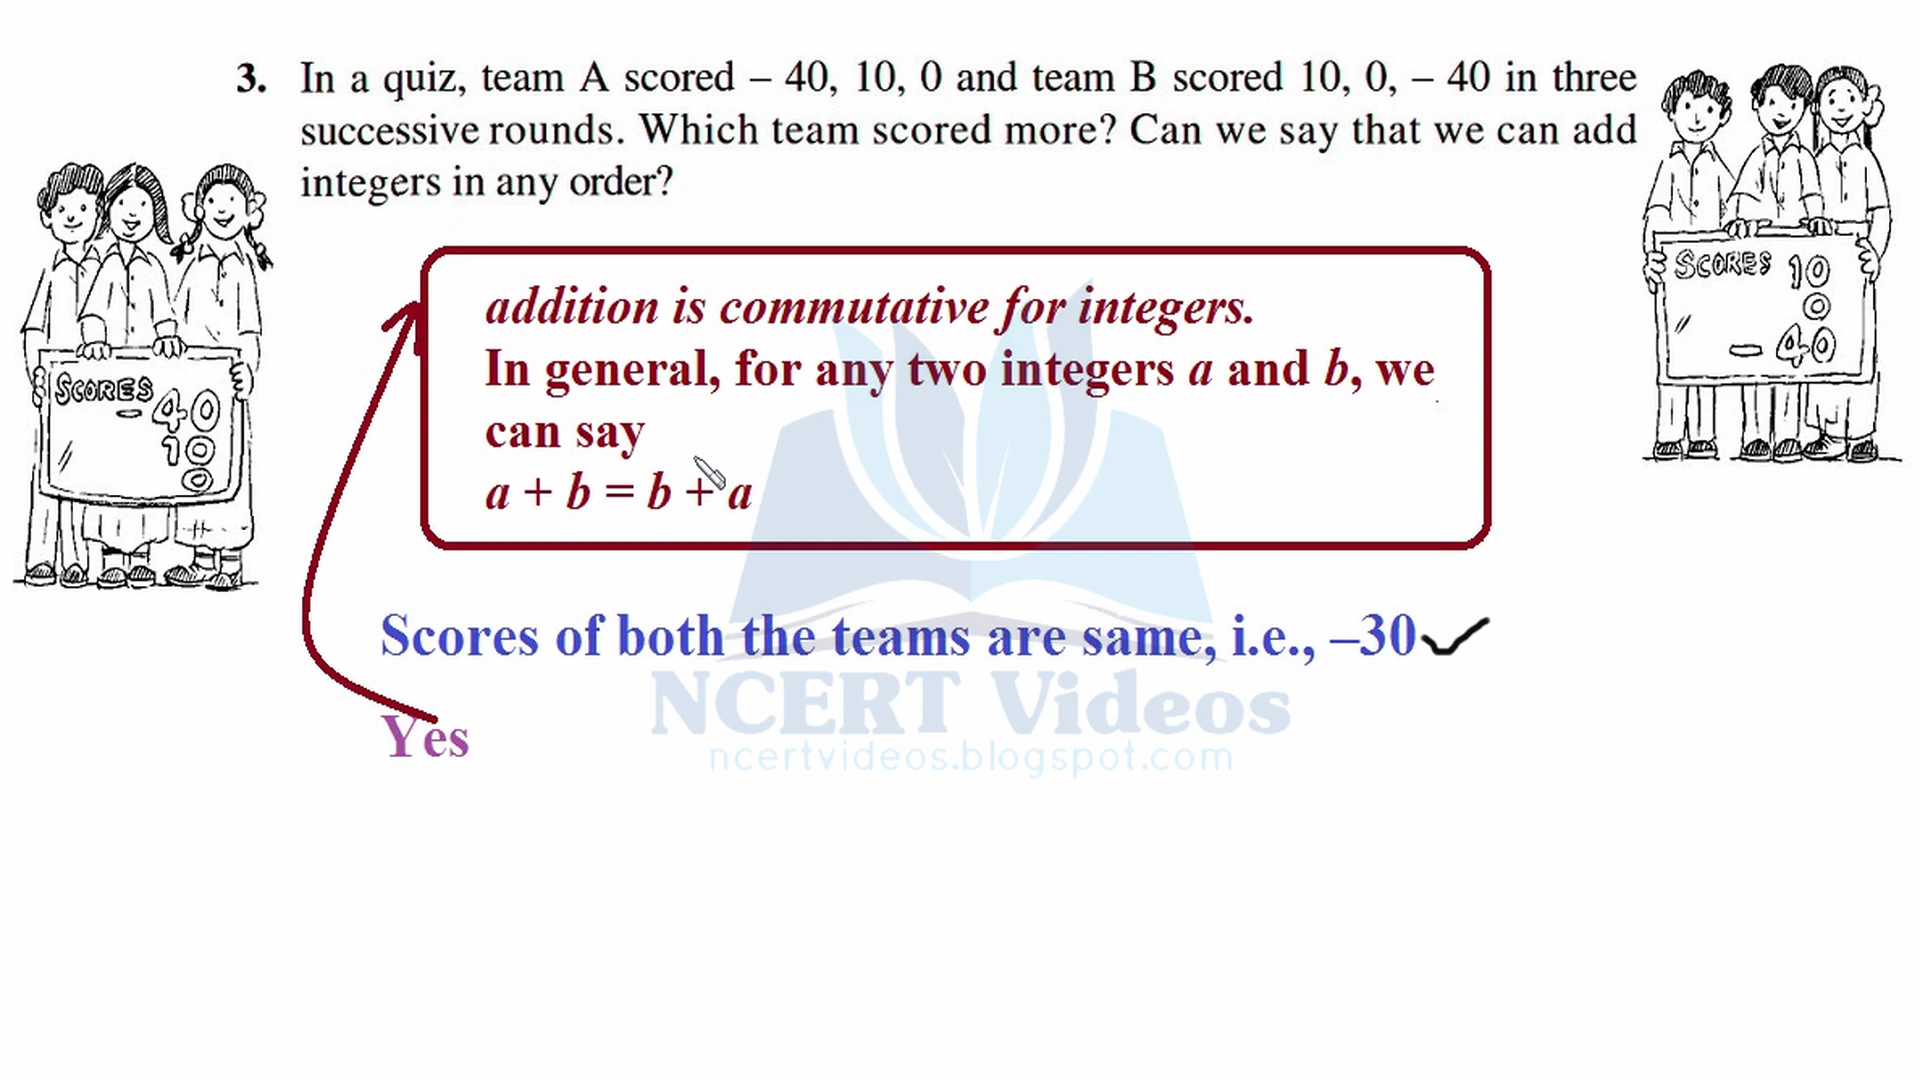 3. In a quiz, team A scored – 40, 10, 0 and team B scored 10, 0, – 40 in three
successive rounds. Which team scored more? Can we say that we can add
integers in any order?
SCORES
-40
10
0
SCORES 10
0
-40
addition is commutative for integers.
In general, for any two integers a and b, we
can say
a + b = b + a
Scores of both the teams are same, i.e., –30
Yes
NCERT Videos
ncertvideos.blogspot.com